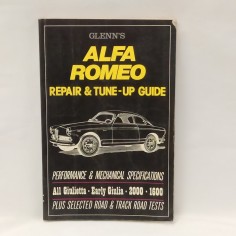 GLENN'S
ALFA
ROMEO
REPAIR & TUNE-UP GUIDE
PERFORMANCE & MECHANICAL SPECIFICATIONS
All Giulietta - Early Giulia - 2000 - 1600
PLUS SELECTED ROAD & TRACK ROAD TESTS